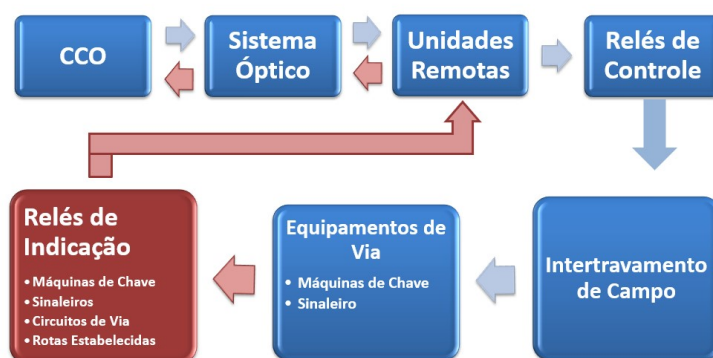 CCO
Sistema
Óptico
Unidades
Remotas
Relés de
Controle
Relés de
Indicação
• Máquinas de Chave
• Sinaleiros
• Circuitos de Via
• Rotas Estabelecidas
Equipamentos de
Via
• Máquinas de Chave
• Sinaleiro
Intertravamento
de Campo